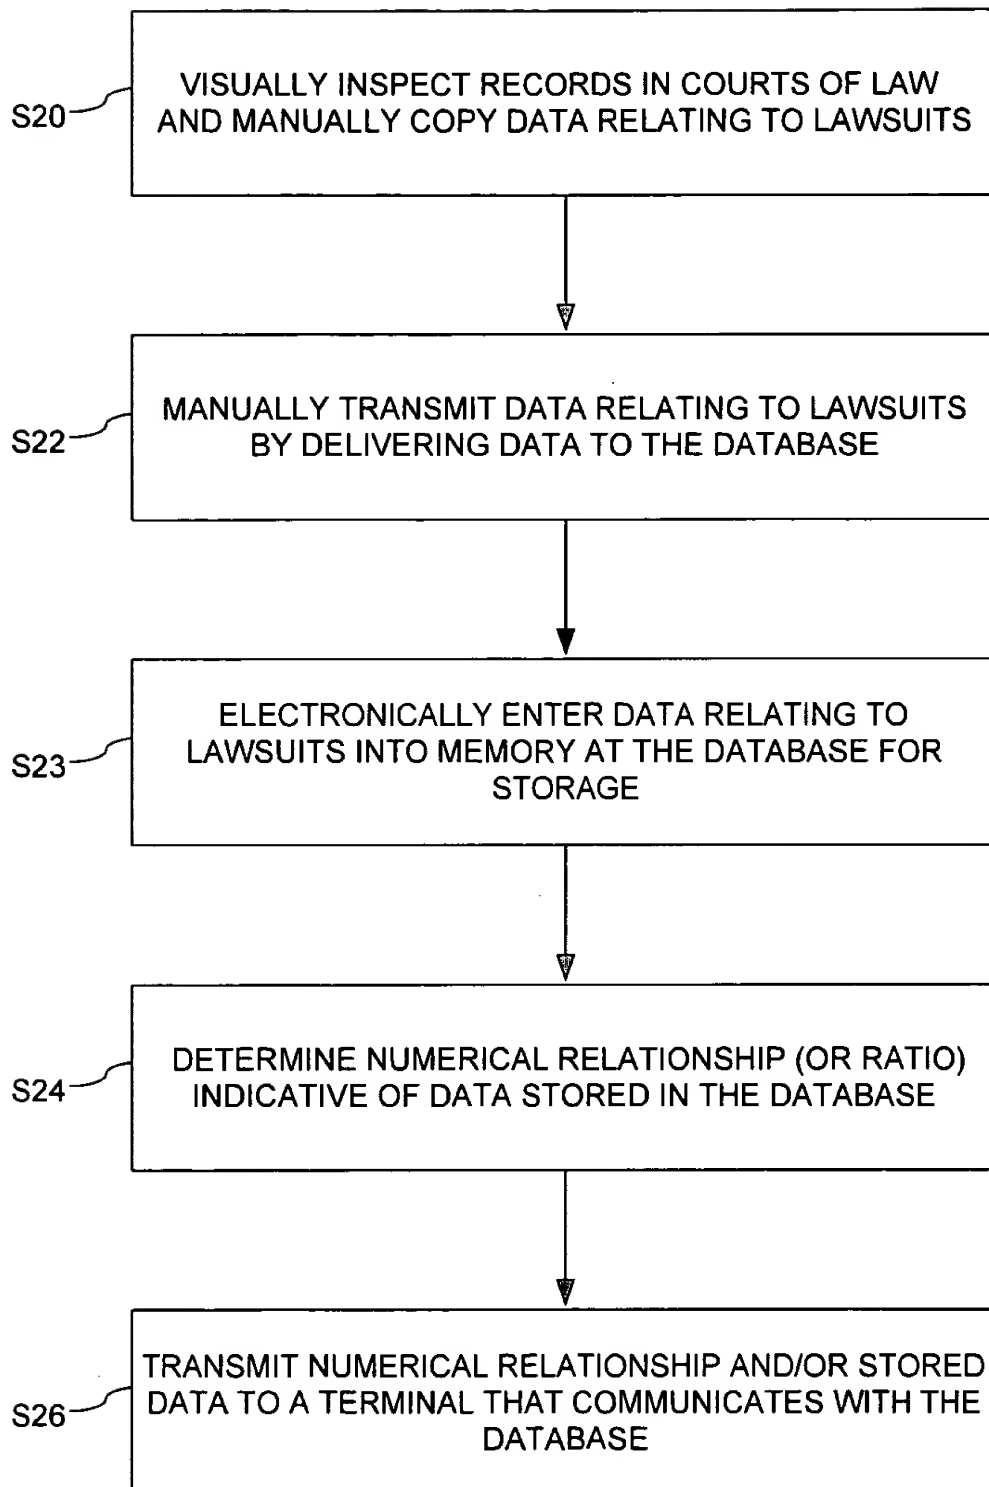 VISUALLY INSPECT RECORDS IN COURTS OF LAW
AND MANUALLY COPY DATA RELATING TO LAWSUITS
S20
MANUALLY TRANSMIT DATA RELATING TO LAWSUITS
BY DELIVERING DATA TO THE DATABASE
S22
ELECTRONICALLY ENTER DATA RELATING TO
LAWSUITS INTO MEMORY AT THE DATABASE FOR
STORAGE
S23
DETERMINE NUMERICAL RELATIONSHIP (OR RATIO)
INDICATIVE OF DATA STORED IN THE DATABASE
S24
TRANSMIT NUMERICAL RELATIONSHIP AND/OR STORED
DATA TO A TERMINAL THAT COMMUNICATES WITH THE
DATABASE
S26